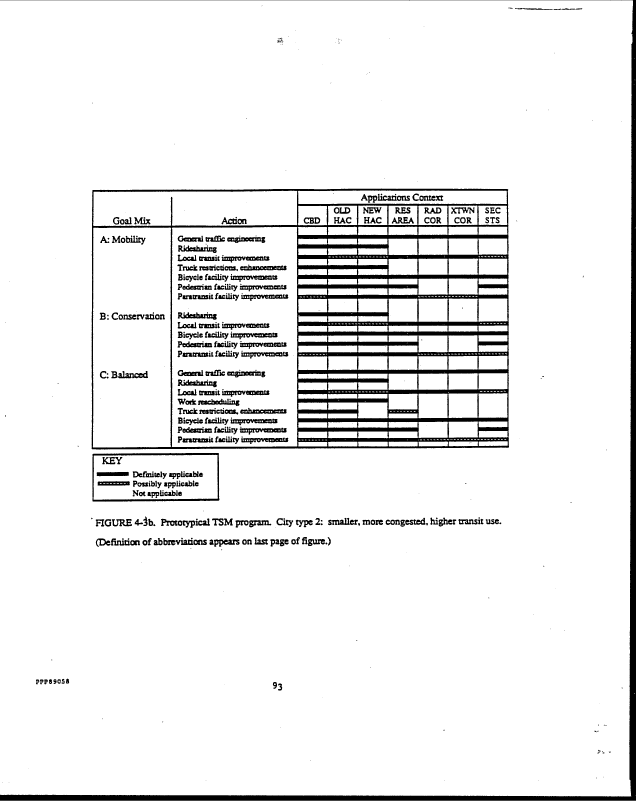 Applications Context
OLD NEW RES RAD XTWN SEC
Goal Mix Action CBD HAC HAC AREA COR COR STS
A: Mobility General traffic engineering
Ridesharing
Local transit improvements
Truck restrictions, enhancements
Bicycle facility improvements
Pedestrian facility improvements
Paratransit facility improvements
B: Conservation Ridesharing
Local transit improvements
Bicycle facility improvements
Pedestrian facility improvements
Paratransit facility improvements
C: Balanced General traffic engineering
Ridesharing
Local transit improvements
Work rescheduling
Truck restrictions, enhancements
Bicycle facility improvements
Pedestrian facility improvements
Paratransit facility improvements
KEY
Definitely applicable
Possibly applicable
Not applicable
FIGURE 4-3b. Prototypical TSM program. City type 2: smaller, more congested, higher transit use.
(Definition of abbreviations appears on last page of figure.)
PPP89058
93